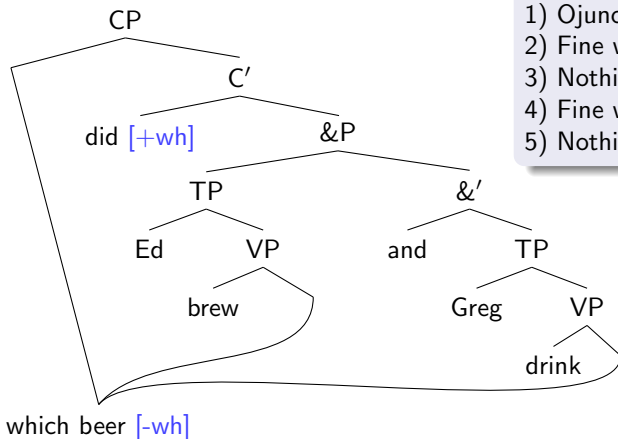 CP
1) Ojunc
2) Fine w
3) Nothi
4) Fine w
5) Nothi
C′
did [+wh]
&P
TP
&′
Ed
VP
and
TP
brew
Greg
VP
drink
which beer [-wh]